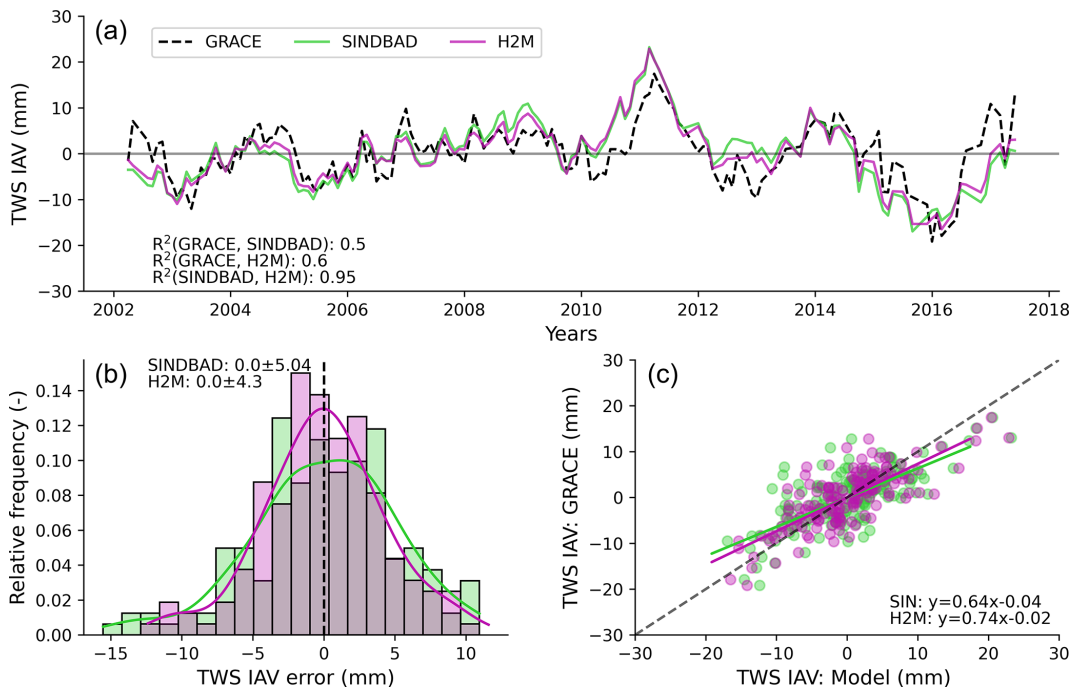 30
20
10
0
−10
−20
−30
TWS IAV (mm)
(a)
GRACE
SINDBAD
H2M
R²(GRACE, SINDBAD): 0.5
R²(GRACE, H2M): 0.6
R²(SINDBAD, H2M): 0.95
2002 2004 2006 2008 2010 2012 2014 2016 2018
Years
(b)
SINDBAD: 0.0±5.04
H2M: 0.0±4.3
0.14
0.12
0.10
0.08
0.06
0.04
0.02
0.00
Relative frequency (-)
−15 −10 −5 0 5 10
TWS IAV error (mm)
(c)
30
20
10
0
−10
−20
−30
TWS IAV: GRACE (mm)
SIN: y=0.64x-0.04
H2M: y=0.74x-0.02
−30 −20 −10 0 10 20 30
TWS IAV: Model (mm)